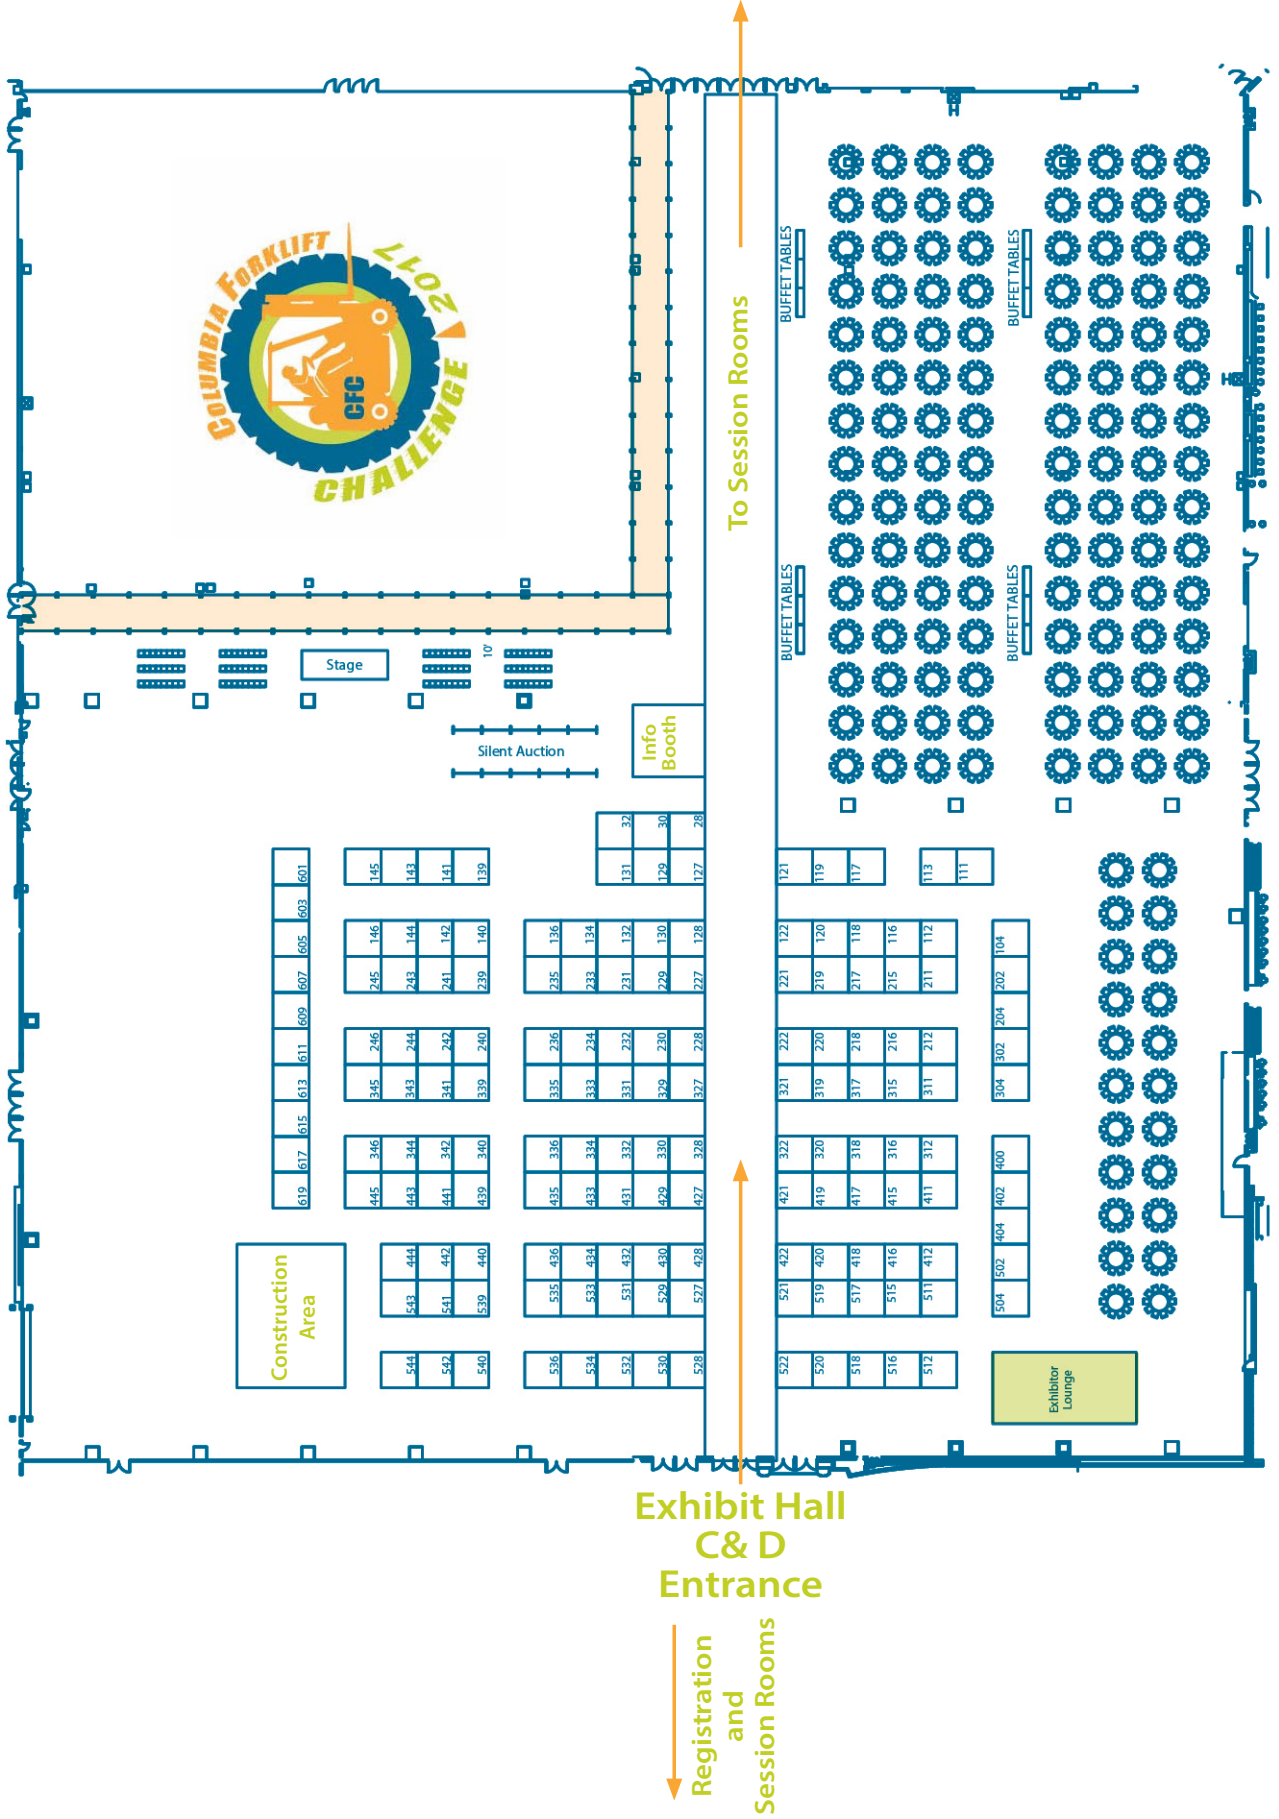 COLUMBIA FORKLIFT
2017
CHALLENGE
CFC
To Session Rooms
BUFFET TABLES
BUFFET TABLES
BUFFET TABLES
BUFFET TABLES
Stage
10'
Silent Auction
Info
Booth
32 30 28
601 145 143 141 139 131 129 127 121 119 117 113 111
603
605 146 144 142 140 136 134 132 130 128 122 120 118 116 112 104
607 245 243 241 239 235 233 231 229 227 221 219 217 215 211 202
609 204
611 246 244 242 240 236 234 232 230 228 222 220 218 216 212 302
613 345 343 341 339 335 333 331 329 327 321 319 317 315 311 304
615
617 346 344 342 340 336 334 332 330 328 322 320 318 316 312 400
619 445 443 441 439 435 433 431 429 427 421 419 417 415 411 402
404
444 442 440 436 434 432 430 428 422 420 418 416 412 502
543 541 539 535 533 531 529 527 521 519 517 515 511 504
Construction
Area
544 542 540 536 534 532 530 528 522 520 518 516 512
Exhibitor
Lounge
Exhibit Hall
C& D
Entrance
Registration
and
Session Rooms